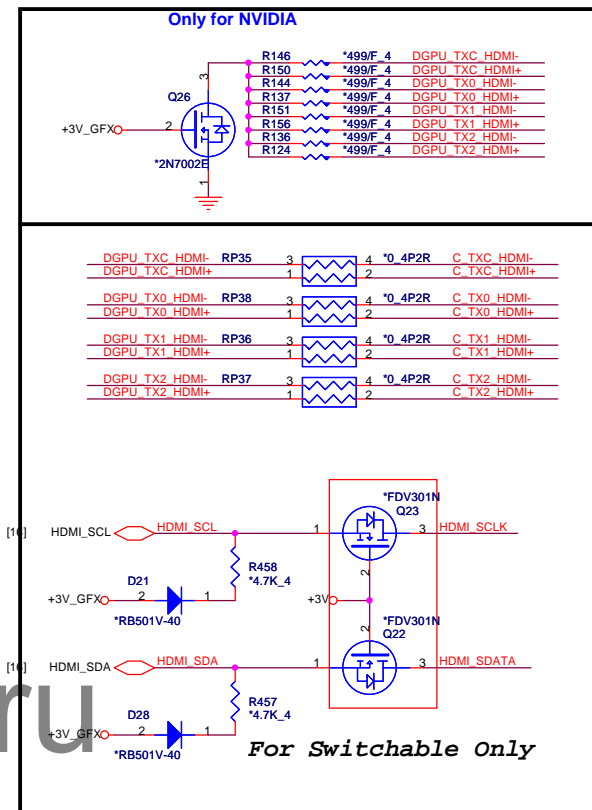 Only for NVIDIA
R146 *499/F_4 DGPU_TXC_HDMI-
R150 *499/F_4 DGPU_TXC_HDMI+
R144 *499/F_4 DGPU_TX0_HDMI-
R137 *499/F_4 DGPU_TX0_HDMI+
R151 *499/F_4 DGPU_TX1_HDMI-
R156 *499/F_4 DGPU_TX1_HDMI+
R136 *499/F_4 DGPU_TX2_HDMI-
R124 *499/F_4 DGPU_TX2_HDMI+
3
Q26
+3V_GFX 2
*2N7002E
1
DGPU_TXC_HDMI- RP35 3 4 *0_4P2R C_TXC_HDMI-
DGPU_TXC_HDMI+ 1 2 C_TXC_HDMI+
DGPU_TX0_HDMI- RP38 3 4 *0_4P2R C_TX0_HDMI-
DGPU_TX0_HDMI+ 1 2 C_TX0_HDMI+
DGPU_TX1_HDMI- RP36 3 4 *0_4P2R C_TX1_HDMI-
DGPU_TX1_HDMI+ 1 2 C_TX1_HDMI+
DGPU_TX2_HDMI- RP37 3 4 *0_4P2R C_TX2_HDMI-
DGPU_TX2_HDMI+ 1 2 C_TX2_HDMI+
*FDV301N
Q23
[16] HDMI_SCL HDMI_SCL 1 3 HDMI_SCLK
R458
*4.7K_4
2
D21
+3V_GFX 2 1 +3V
*RB501V-40
*FDV301N
2
Q22
[16] HDMI_SDA HDMI_SDA 1 3 HDMI_SDATA
R457
*4.7K_4
D28
+3V_GFX 2 1
*RB501V-40
For Switchable Only
ru